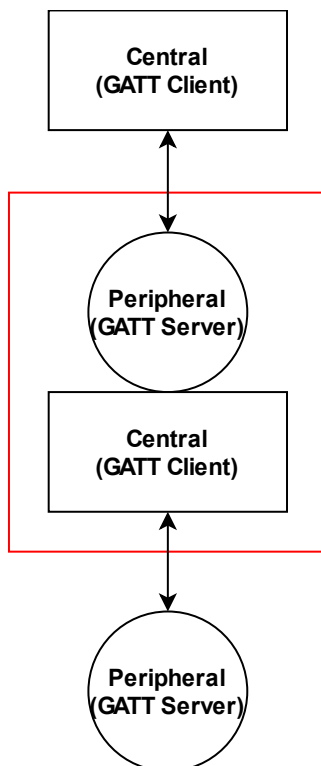 Central
(GATT Client)
Peripheral
(GATT Server)
Central
(GATT Client)
Peripheral
(GATT Server)